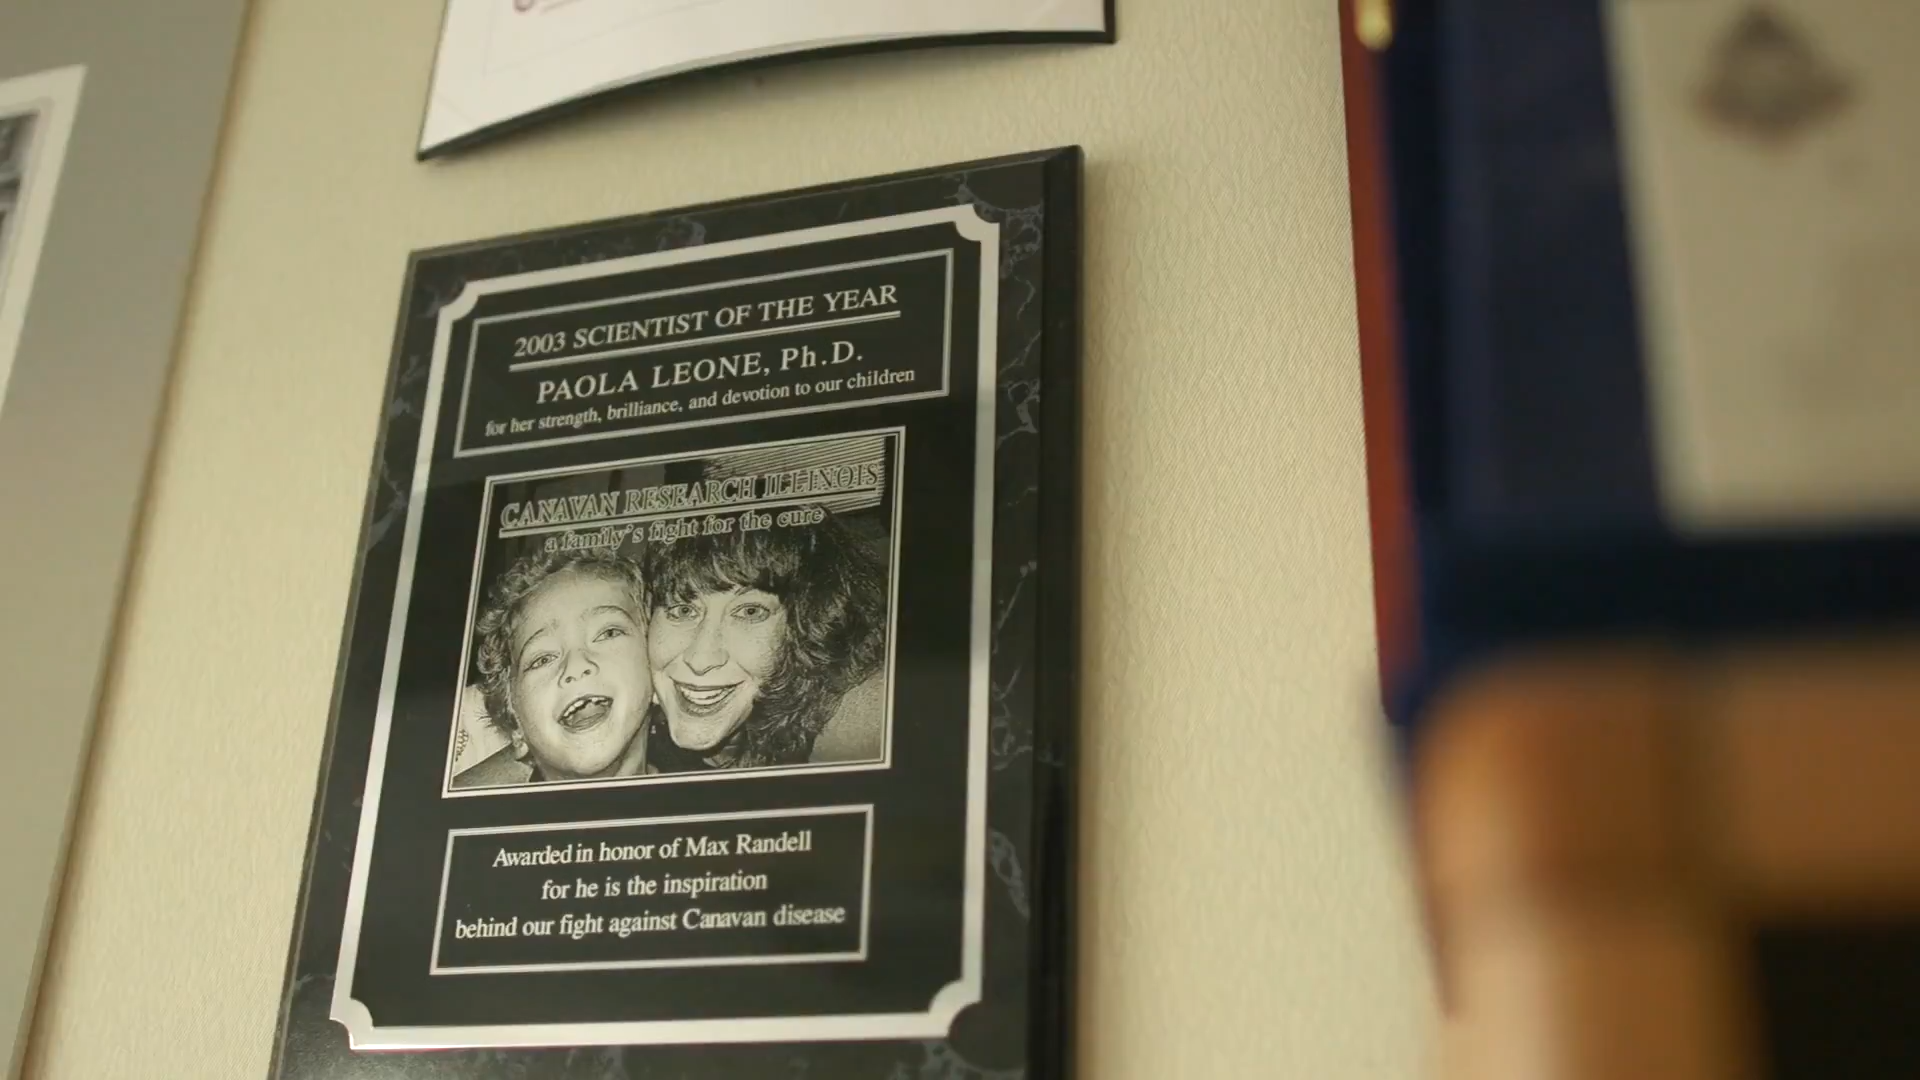 2003 SCIENTIST OF THE YEAR
PAOLA LEONE, Ph.D.
for her strength, brilliance, and devotion to our children
CANAVAN RESEARCH ILLINOIS
a family's fight for the cure
Awarded in honor of Max Randell
for he is the inspiration
behind our fight against Canavan disease